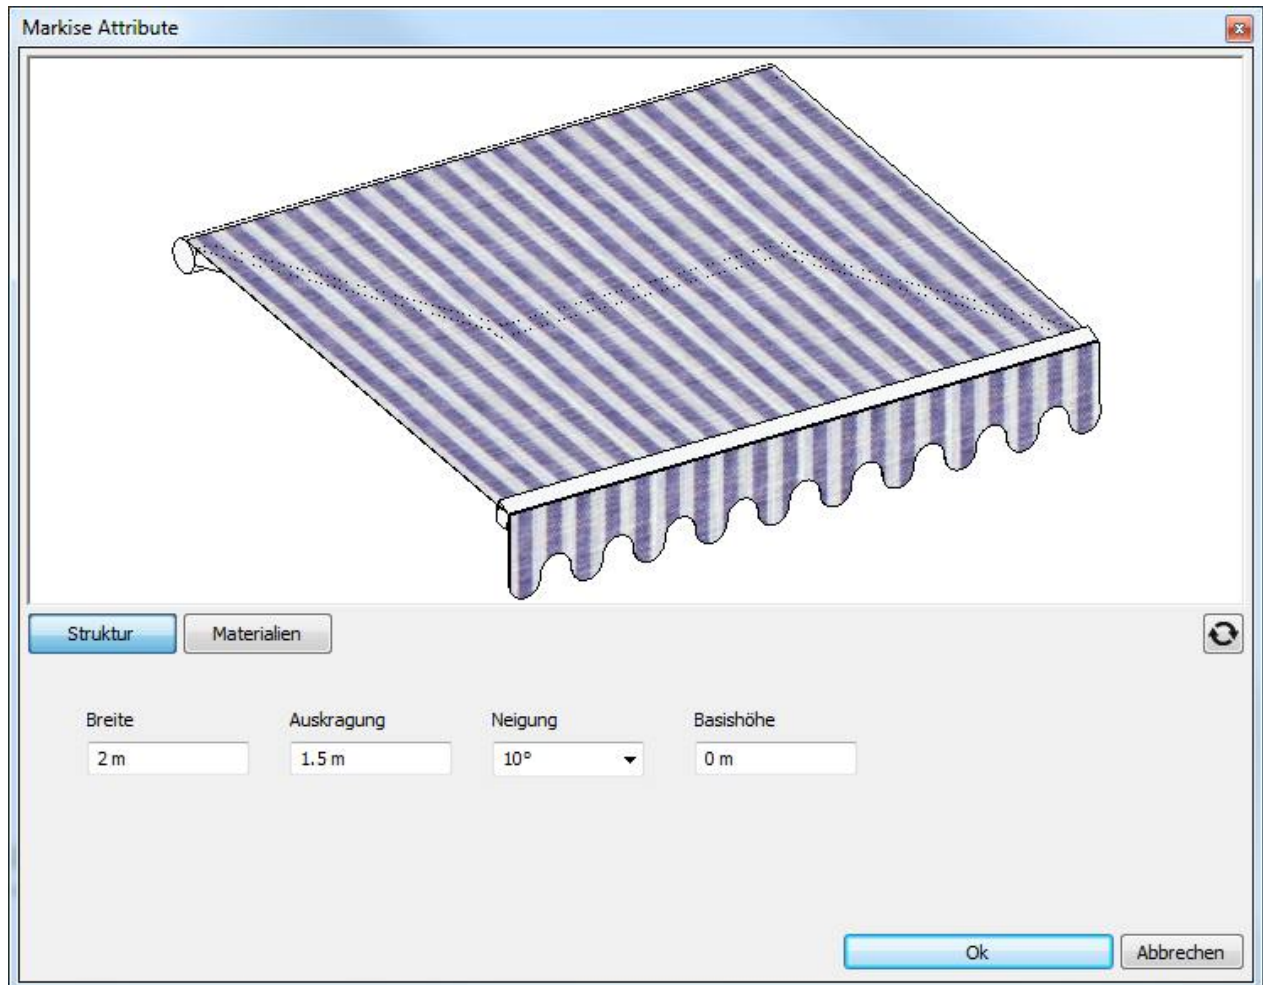 Markise Attribute
Struktur Materialien
Breite Auskragung Neigung Basishöhe
2 m 1.5 m 10° 0 m
Ok Abbrechen